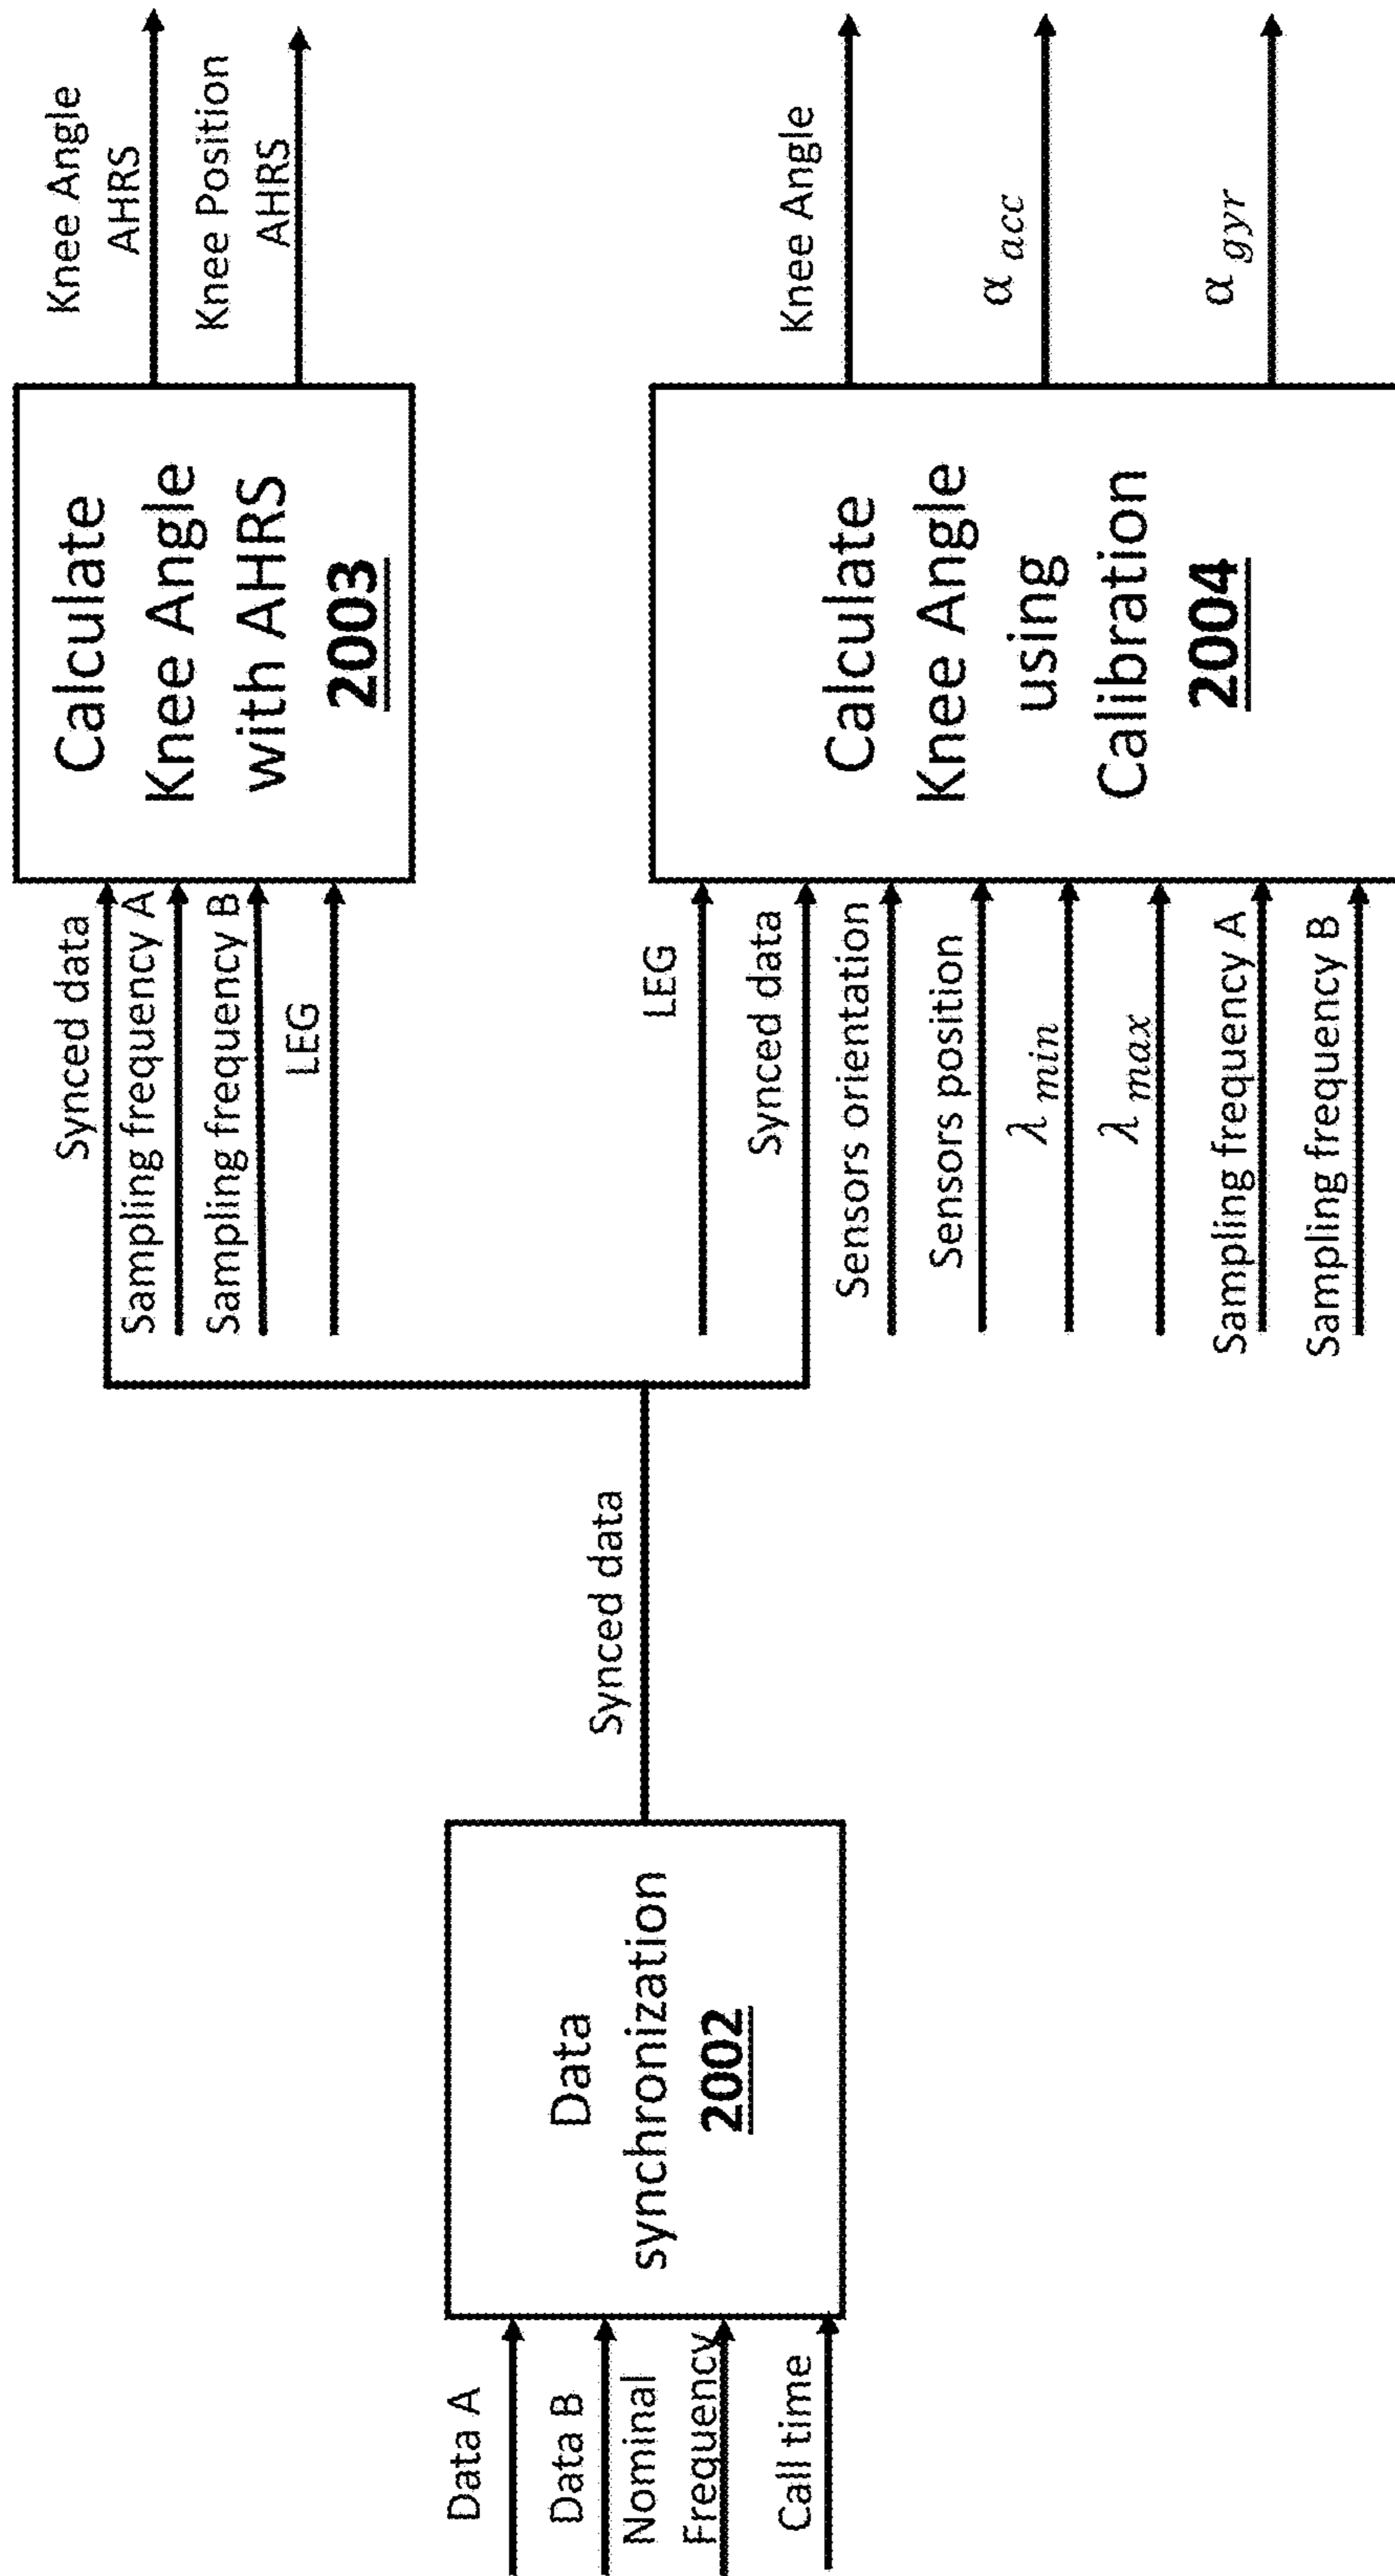 Data A
Data B
Nominal
Frequency
Call time
Data
synchronization
2002
Synced data
Synced data
Sampling frequency A
Sampling frequency B
LEG
Calculate
Knee Angle
with AHRS
2003
Knee Angle
AHRS
Knee Position
AHRS
LEG
Synced data
Sensors orientation
Sensors position
λ min
λ max
Sampling frequency A
Sampling frequency B
Calculate
Knee Angle
using
Calibration
2004
Knee Angle
α acc
α gyr